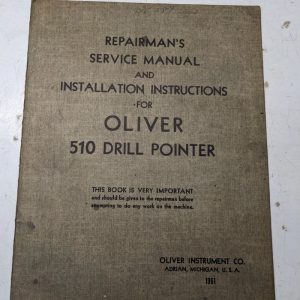 REPAIRMAN'S
SERVICE MANUAL
AND
INSTALLATION INSTRUCTIONS
·FOR
OLIVER
510 DRILL POINTER
THIS BOOK IS VERY IMPORTANT
and should be given to the repairman before
attempting to do any work on the machine.
OLIVER INSTRUMENT CO.
ADRIAN, MICHIGAN, U. S. A.
1961